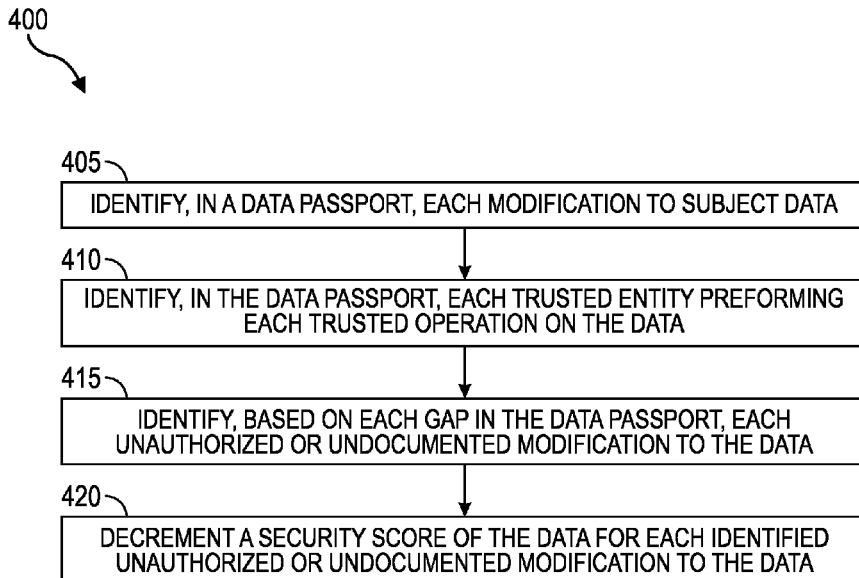 400
405
IDENTIFY, IN A DATA PASSPORT, EACH MODIFICATION TO SUBJECT DATA
410
IDENTIFY, IN THE DATA PASSPORT, EACH TRUSTED ENTITY PREFORMING
EACH TRUSTED OPERATION ON THE DATA
415
IDENTIFY, BASED ON EACH GAP IN THE DATA PASSPORT, EACH
UNAUTHORIZED OR UNDOCUMENTED MODIFICATION TO THE DATA
420
DECREMENT A SECURITY SCORE OF THE DATA FOR EACH IDENTIFIED
UNAUTHORIZED OR UNDOCUMENTED MODIFICATION TO THE DATA